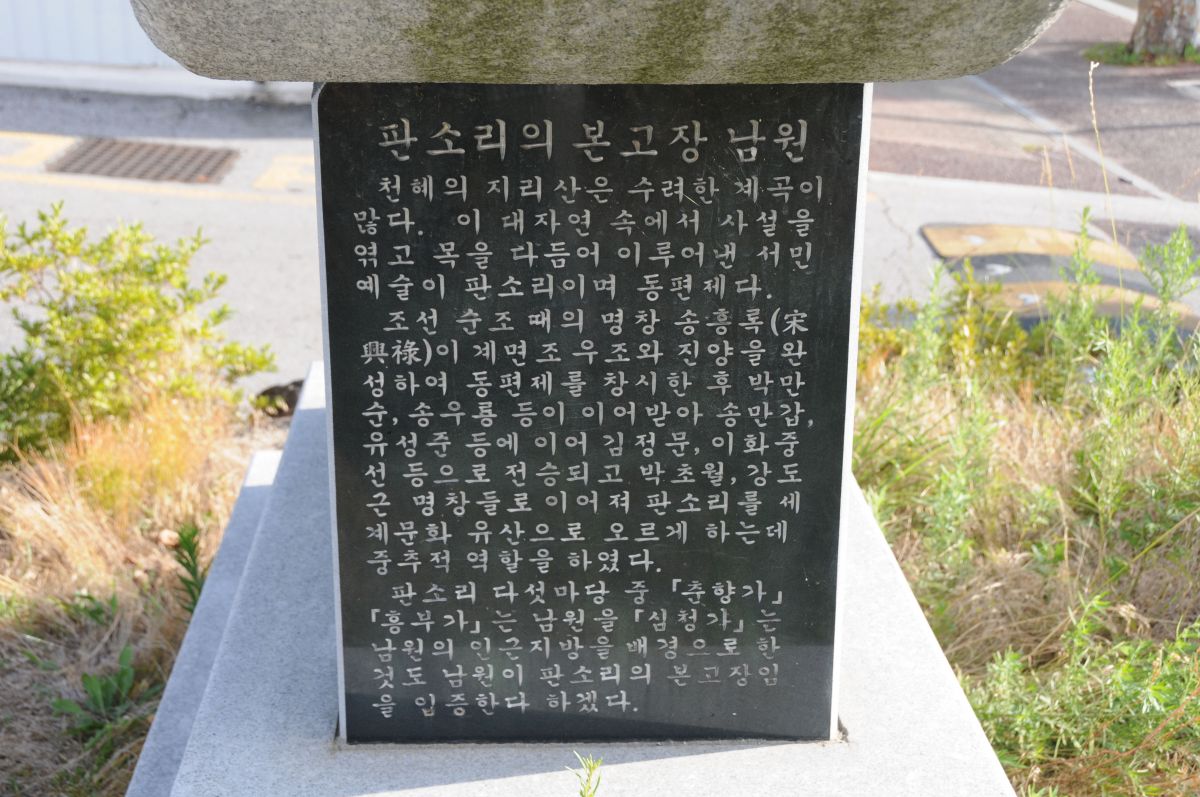 판소리의 본고장 남원
천혜의 지리산은 수려한 계곡이
많다. 이 대자연 속에서 사설을
엮고 목을 다듬어 이루어낸 서민
예술이 판소리이며 동편제다.
조선 순조 때의 명창 송흥록(宋
興祿)이 계면조우조와 진양을완
성하여 동편제를 창시한 후 박만
순, 송우룡 등이 이어받아 송만갑,
유성준 등에 이어 김정문, 이화중
선 등으로 전승되고 박초월, 강도
근 명창들로 이어져 판소리를 세
계문화 유산으로 오르게 하는데
중추적 역할을 하였다.
판소리 다섯마당 중 「춘향가」
「흥부가」는 남원을 「심청가」는
남원의 인근지방을 배경으로 한
것도 남원이 판소리의 본고장임
을 입증한다 하겠다.